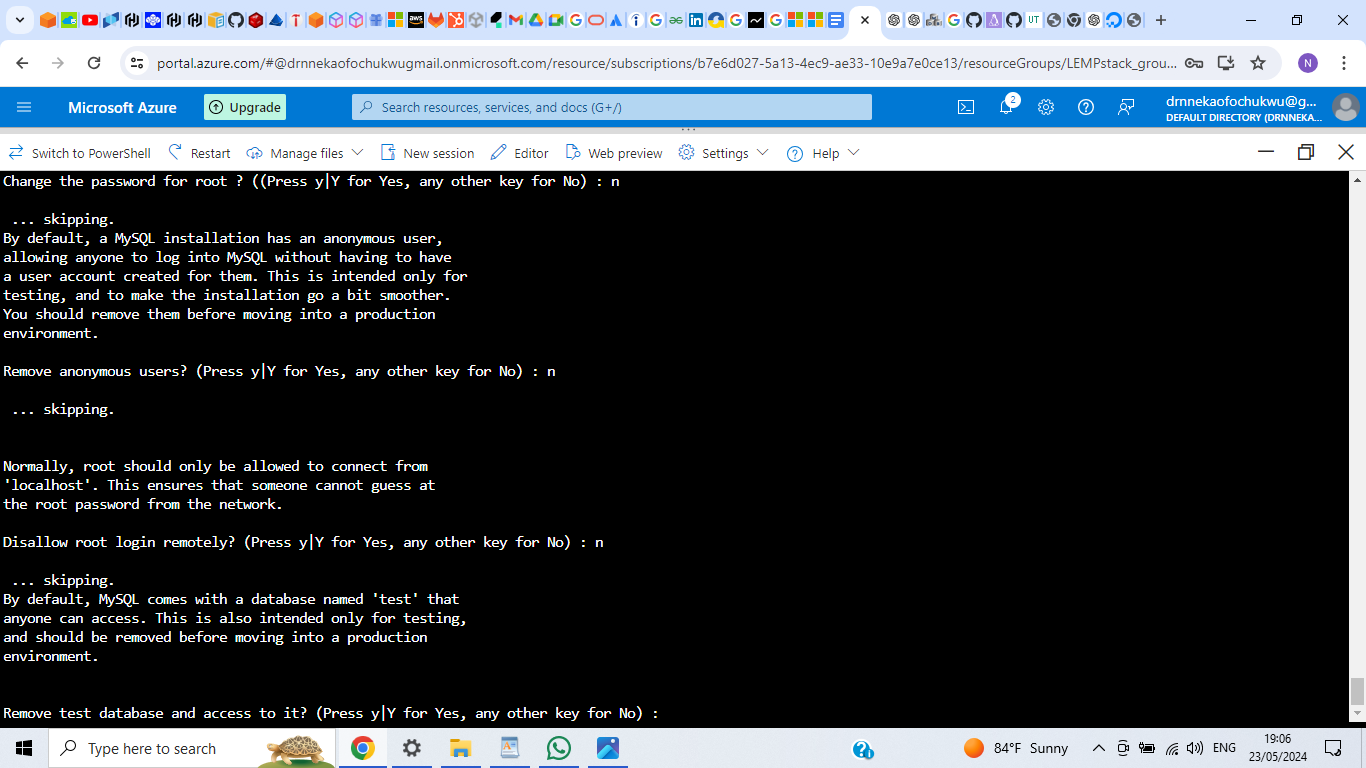 portal.azure.com/#@drnnekaofochukwugmail.onmicrosoft.com/resource/subscriptions/b7e6d027-5a13-4ec9-ae33-10e9a7e0ce13/resourceGroups/LEMPstack_grou...
N
Microsoft Azure
Upgrade
Search resources, services, and docs (G+/)
2
drnnekaofochukwu@g...
DEFAULT DIRECTORY (DRNNEKA...
Switch to PowerShell
Restart
Manage files
New session
Editor
Web preview
Settings
Help
Change the password for root ? ((Press y|Y for Yes, any other key for No) : n
... skipping.
By default, a MySQL installation has an anonymous user,
allowing anyone to log into MySQL without having to have
a user account created for them. This is intended only for
testing, and to make the installation go a bit smoother.
You should remove them before moving into a production
environment.
Remove anonymous users? (Press y|Y for Yes, any other key for No) : n
... skipping.
Normally, root should only be allowed to connect from
'localhost'. This ensures that someone cannot guess at
the root password from the network.
Disallow root login remotely? (Press y|Y for Yes, any other key for No) : n
... skipping.
By default, MySQL comes with a database named 'test' that
anyone can access. This is also intended only for testing,
and should be removed before moving into a production
environment.
Remove test database and access to it? (Press y|Y for Yes, any other key for No) :
Type here to search
84°F Sunny
ENG
19:06
23/05/2024